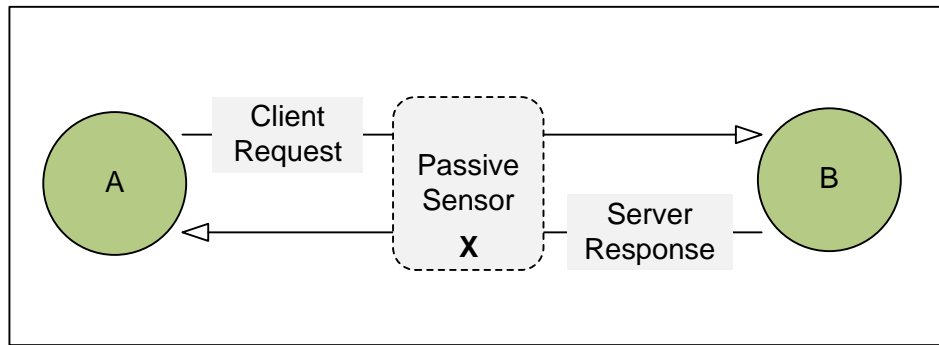 Client
Request
A
Passive
Sensor
X
B
Server
Response